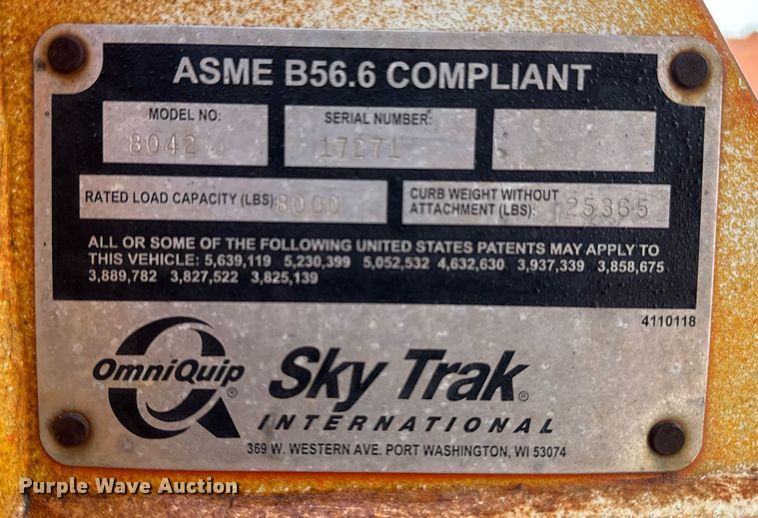 ASME B56.6 COMPLIANT
MODEL NO:
8042
SERIAL NUMBER:
17271
RATED LOAD CAPACITY (LBS) 8000
CURB WEIGHT WITHOUT
ATTACHMENT (LBS) 25365
ALL OR SOME OF THE FOLLOWING UNITED STATES PATENTS MAY APPLY TO
THIS VEHICLE: 5,639,119 5,230,399 5,052,532 4,632,630 3,937,339 3,858,675
3,889,782 3,827,522 3,825,139
4110118
OmniQuip®
Sky Trak®
INTERNATIONAL
369 W. WESTERN AVE. PORT WASHINGTON, WI 53074
Purple Wave Auction